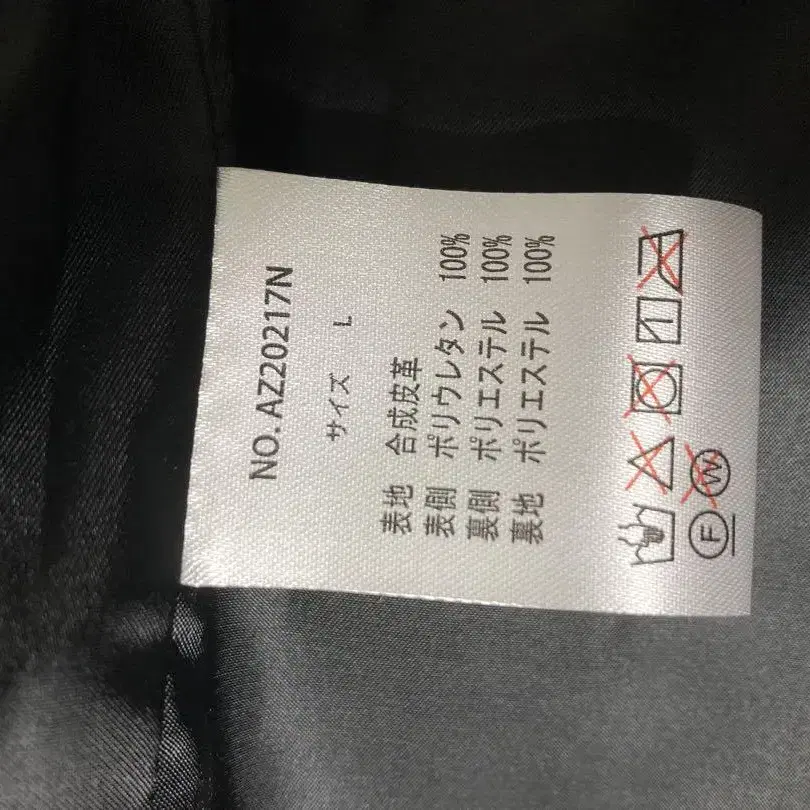 NO. AZ20217N
サイズ L
表地 合成皮革
表側 ポリウレタン 100%
裏側 ポリエステル 100%
裏地 ポリエステル 100%
F W